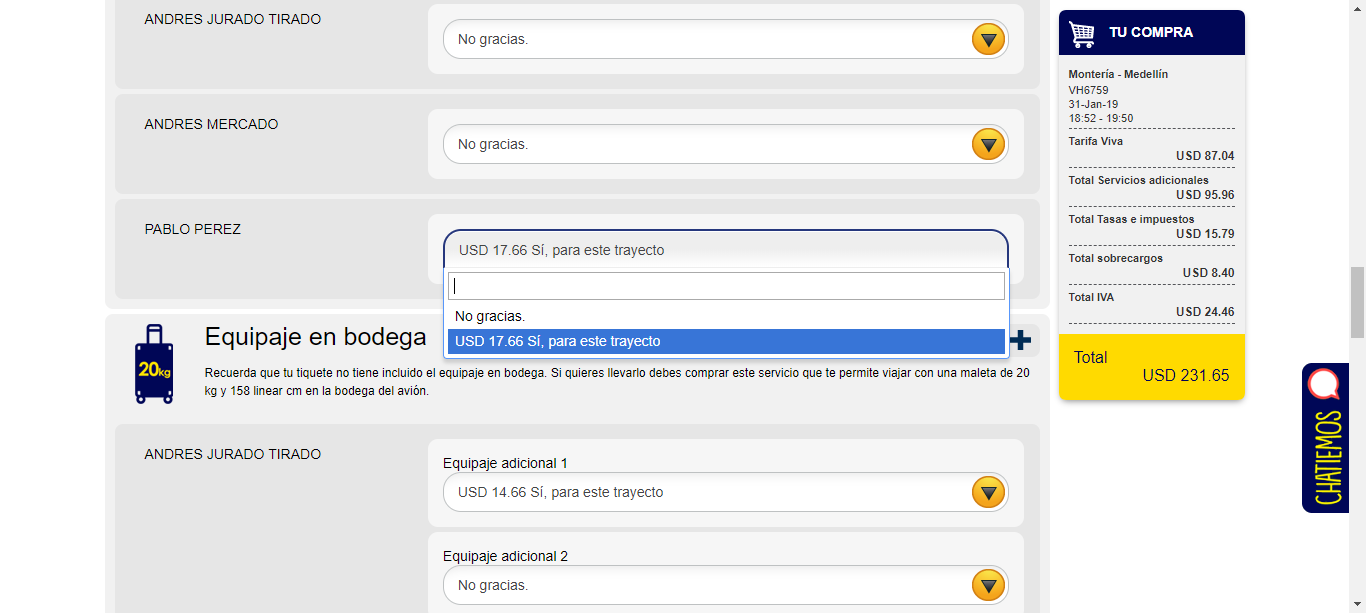 ANDRES JURADO TIRADO
No gracias.
ANDRES MERCADO
No gracias.
PABLO PEREZ
USD 17.66 Sí, para este trayecto
No gracias.
USD 17.66 Sí, para este trayecto
20kg
Equipaje en bodega
Recuerda que tu tiquete no tiene incluido el equipaje en bodega. Si quieres llevarlo debes comprar este servicio que te permite viajar con una maleta de 20
kg y 158 linear cm en la bodega del avión.
ANDRES JURADO TIRADO
Equipaje adicional 1
USD 14.66 Sí, para este trayecto
Equipaje adicional 2
No gracias.
TU COMPRA
Montería - Medellín
VH6759
31-Jan-19
18:52 - 19:50
Tarifa Viva
USD 87.04
Total Servicios adicionales
USD 95.96
Total Tasas e impuestos
USD 15.79
Total sobrecargos
USD 8.40
Total IVA
USD 24.46
Total
USD 231.65
CHATIEMOS